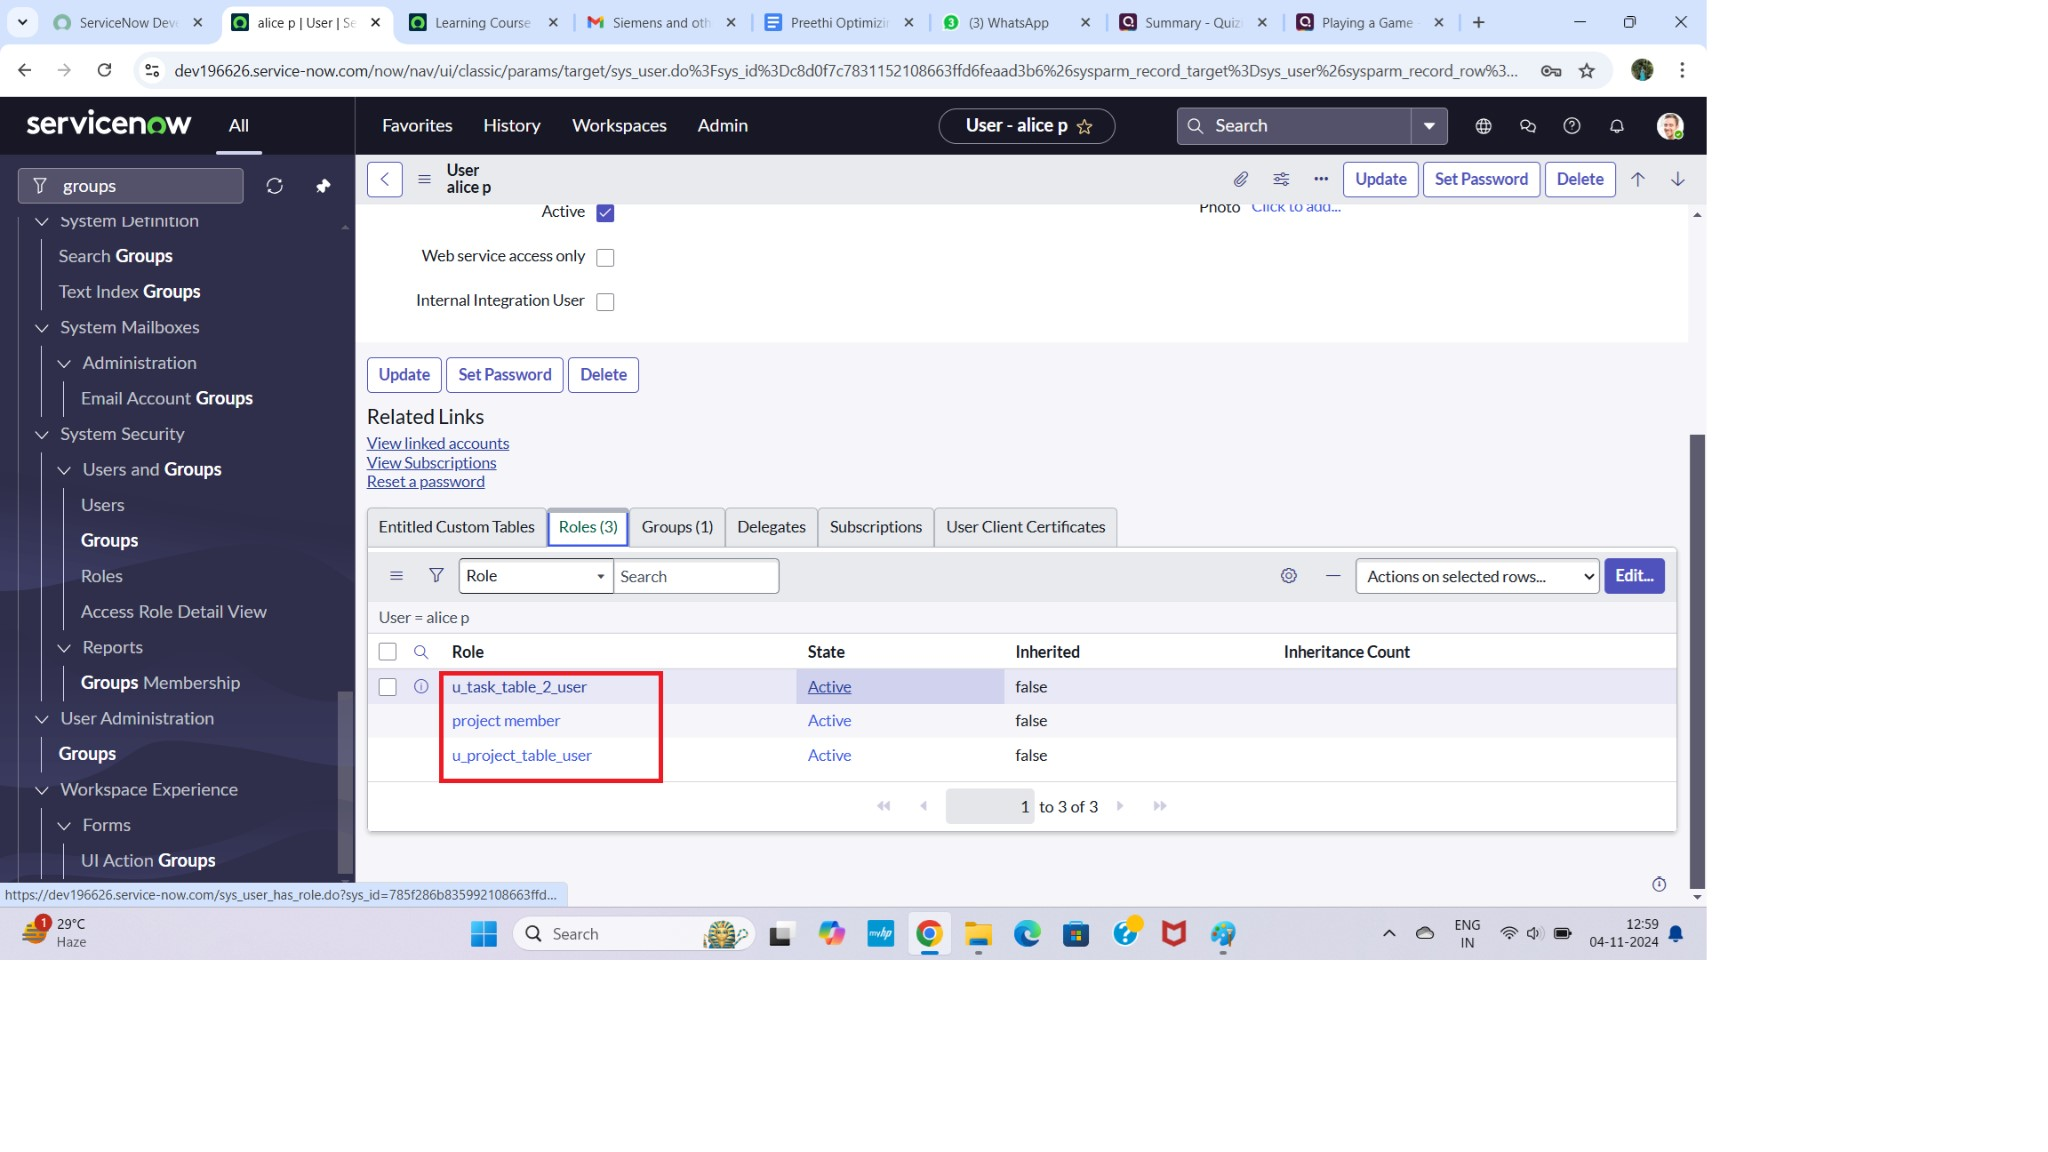 ServiceNow Dev
alice p | User | Se
Learning Course
Siemens and oth
Preethi Optimizin
(3) WhatsApp
Summary - Quiz
Playing a Game -
dev196626.service-now.com/now/nav/ui/classic/params/target/sys_user.do%3Fsys_id%3Dc8d0f7c7831152108663ffd6feaad3b6%26sysparm_record_target%3Dsys_user%26sysparm_record_row%3...
servicenow
All
Favorites
History
Workspaces
Admin
User - alice p
Search
groups
User
alice p
Update
Set Password
Delete
System Definition
Search Groups
Text Index Groups
System Mailboxes
Administration
Email Account Groups
System Security
Users and Groups
Users
Groups
Roles
Access Role Detail View
Reports
Groups Membership
User Administration
Groups
Workspace Experience
Forms
UI Action Groups
Active
Photo Click to add...
Web service access only
Internal Integration User
Update
Set Password
Delete
Related Links
View linked accounts
View Subscriptions
Reset a password
Entitled Custom Tables
Roles (3)
Groups (1)
Delegates
Subscriptions
User Client Certificates
Role
Search
Actions on selected rows...
Edit...
User = alice p
Role State Inherited Inheritance Count
u_task_table_2_user Active false
project member Active false
u_project_table_user Active false
1 to 3 of 3
https://dev196626.service-now.com/sys_user_has_role.do?sys_id=785f286b835992108663ffd...
1
29°C
Haze
Search
myhp
ENG
IN
12:59
04-11-2024